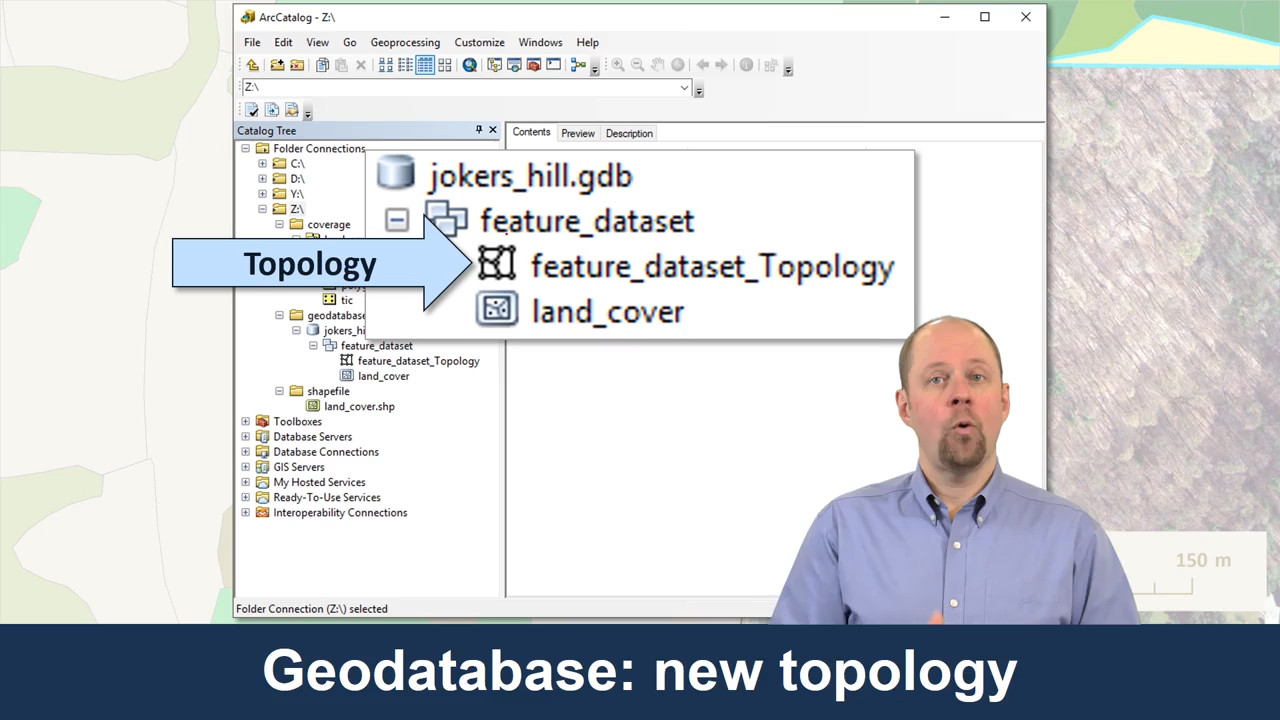 ArcCatalog - Z:\
File Edit View Go Geoprocessing Customize Windows Help
Z:\
Catalog Tree
Contents Preview Description
Folder Connections
C:\
D:\
Y:\
Z:\
coverage
jokers_hill.gdb
feature_dataset
feature_dataset_Topology
land_cover
Topology
tic
geodatabase
feature_dataset
feature_dataset_Topology
land_cover
shapefile
land_cover.shp
Toolboxes
Database Servers
Database Connections
GIS Servers
My Hosted Services
Ready-To-Use Services
Interoperability Connections
Folder Connection (Z:\) selected
150 m
Geodatabase: new topology